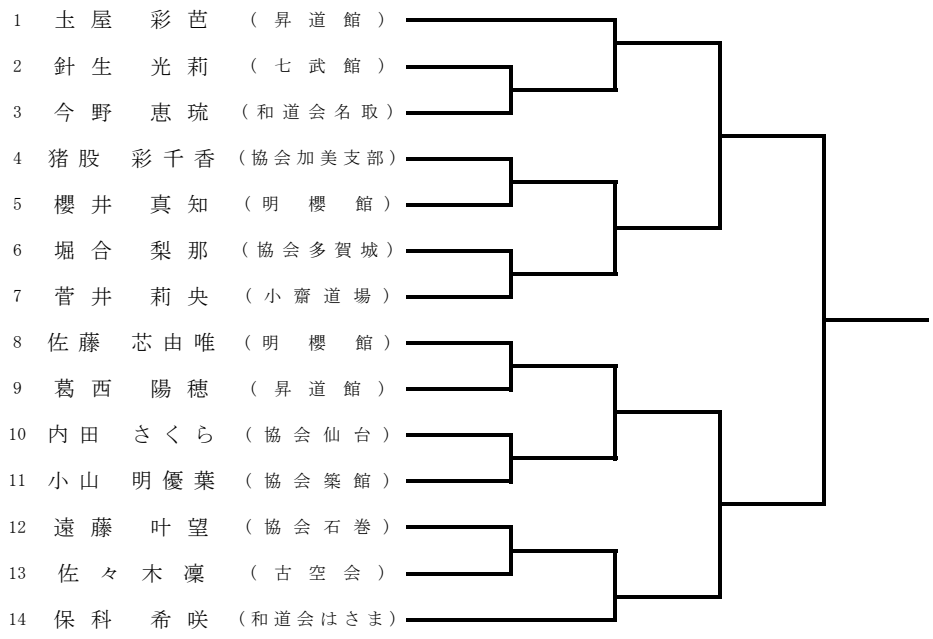 1 圡屋 彩芭 (昇道館)
2 針生 光莉 (七武館)
3 今野 恵琉 (和道会名取)
4 猪股 彩千香 (協会加美支部)
5 櫻井 真知 (明櫻館)
6 堀合 梨那 (協会多賀城)
7 菅井 莉央 (小齋道場)
8 佐藤 芯由唯 (明櫻館)
9 葛西 陽穂 (昇道館)
10 内田 さくら (協会仙台)
11 小山 明優葉 (協会築館)
12 遠藤 叶望 (協会石巻)
13 佐々木 凜 (古空会)
14 保科 希咲 (和道会はさま)